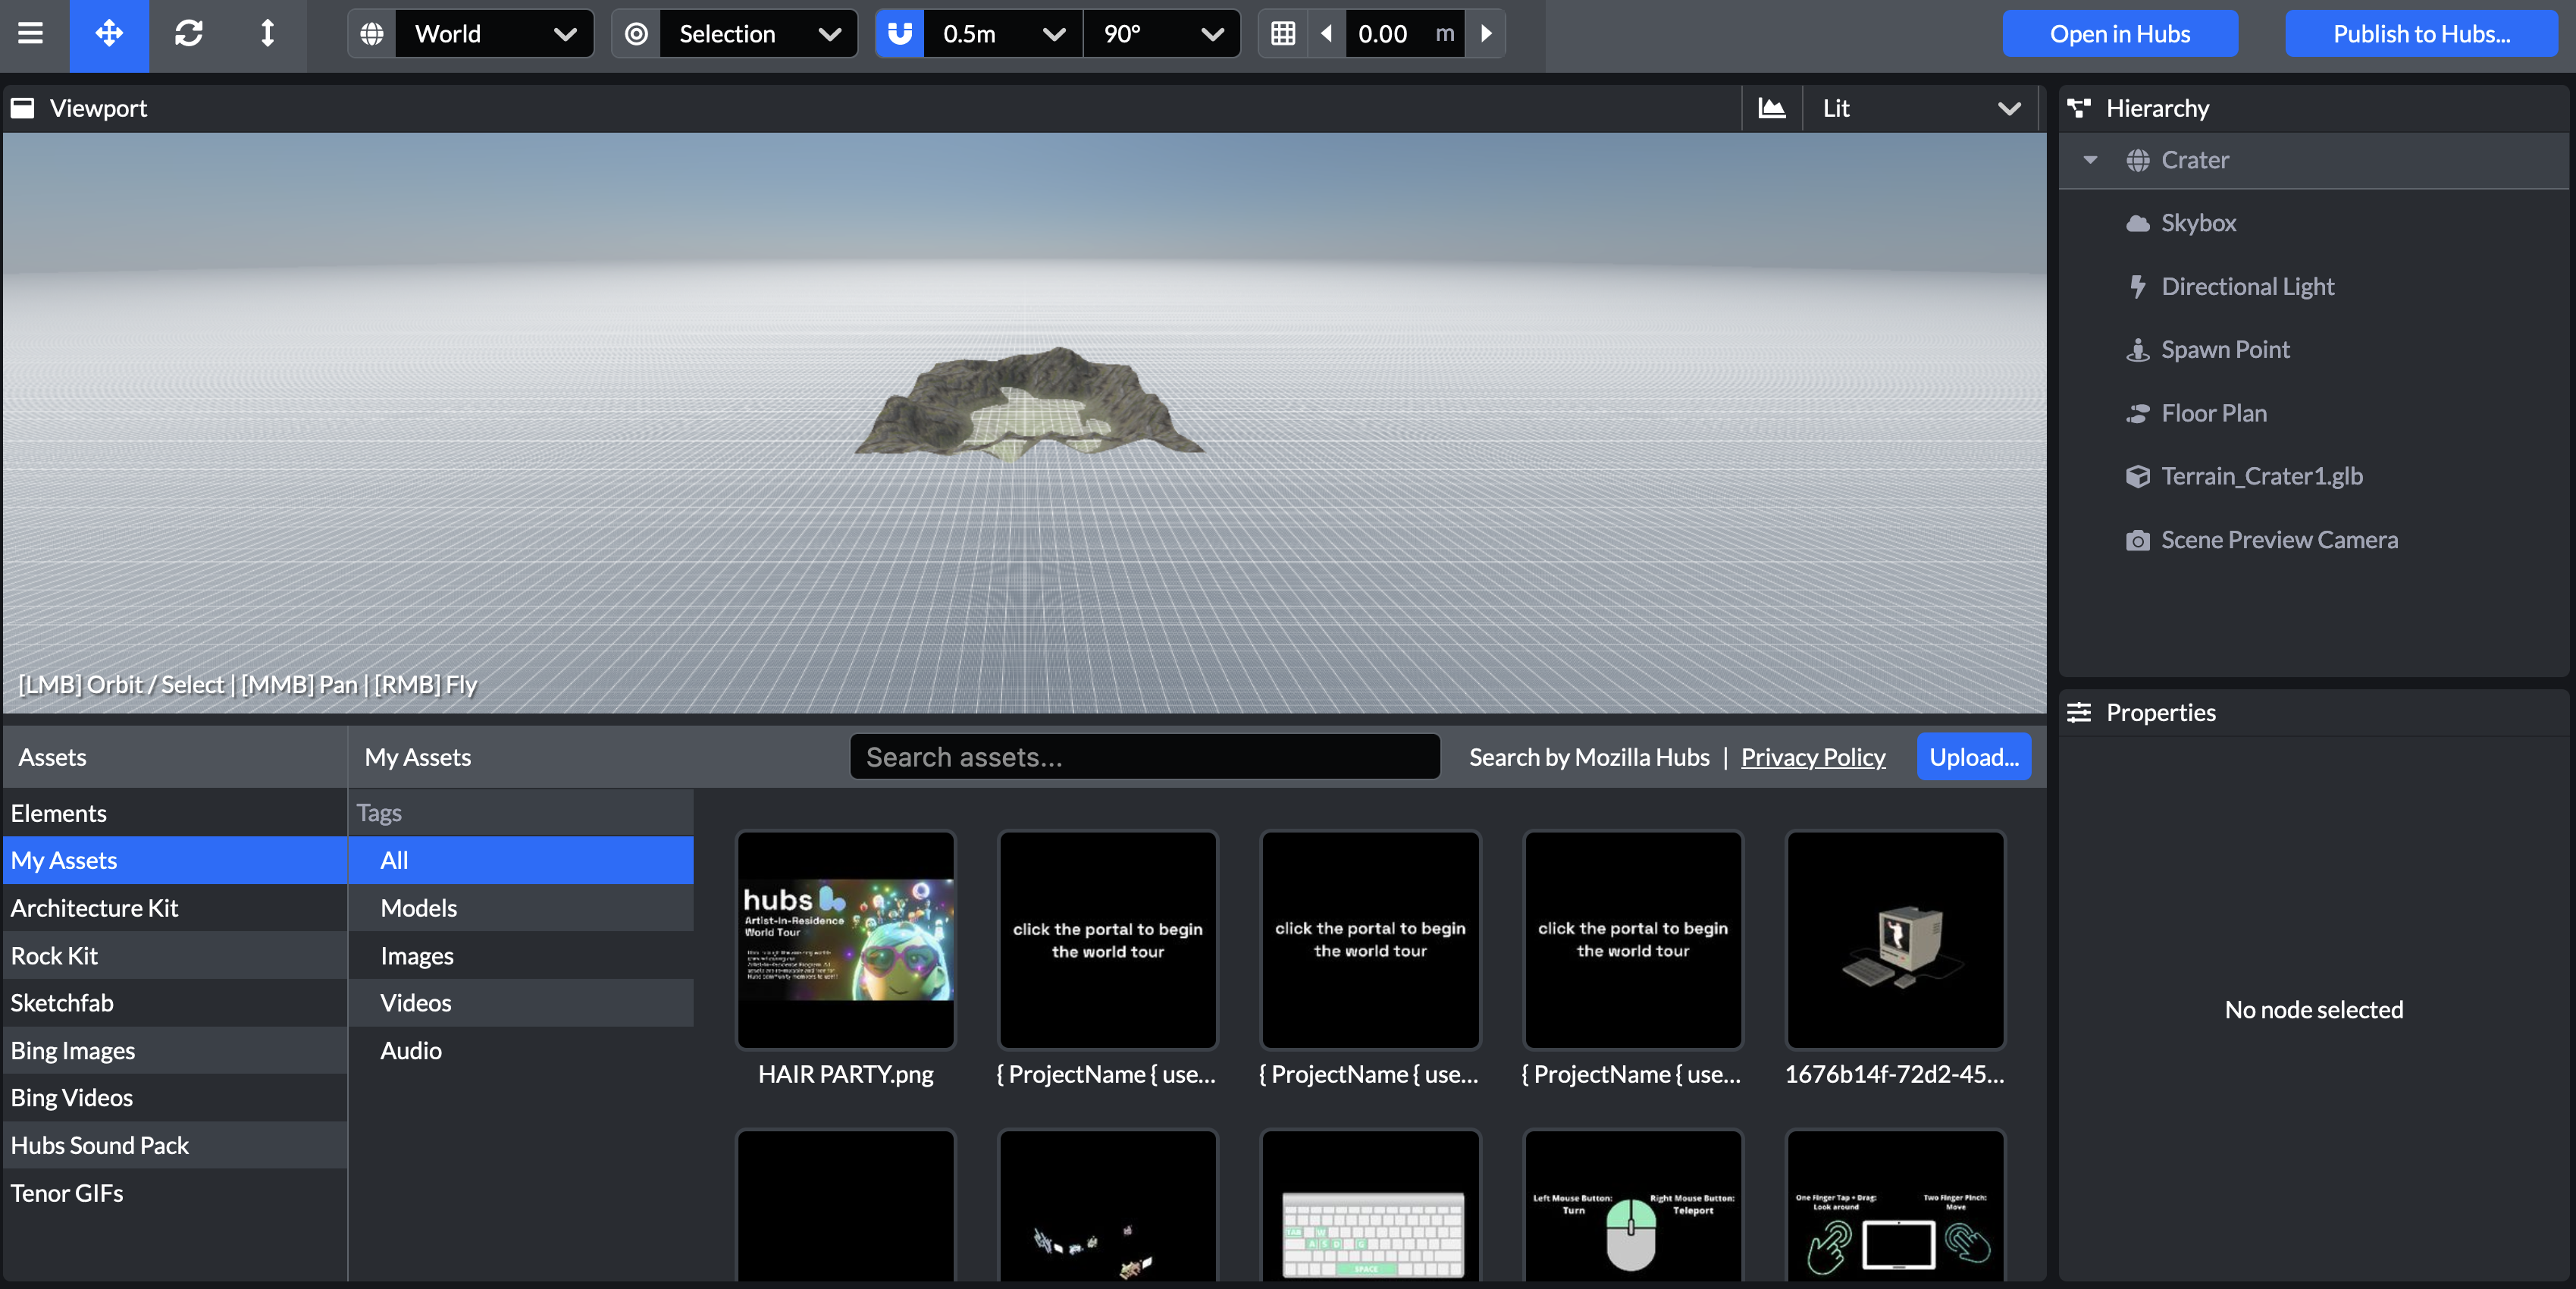 World
Selection
0.5m
90°
0.00 m
Open in Hubs
Publish to Hubs...
Viewport
Lit
[LMB] Orbit / Select | [MMB] Pan | [RMB] Fly
Hierarchy
Crater
Skybox
Directional Light
Spawn Point
Floor Plan
Terrain_Crater1.glb
Scene Preview Camera
Properties
No node selected
Assets
Elements
My Assets
Architecture Kit
Rock Kit
Sketchfab
Bing Images
Bing Videos
Hubs Sound Pack
Tenor GIFs
My Assets
Search assets...
Search by Mozilla Hubs | Privacy Policy
Upload...
Tags
All
Models
Images
Videos
Audio
hubs
Artist-In-Residence
World Tour
HAIR PARTY.png
click the portal to begin
the world tour
{ ProjectName { use...
click the portal to begin
the world tour
{ ProjectName { use...
click the portal to begin
the world tour
{ ProjectName { use...
1676b14f-72d2-45...
TAB W
A S D G
SPACE
Left Mouse Button:
Turn
Right Mouse Button:
Teleport
One Finger Tap + Drag:
Look around
Two Finger Pinch:
Move